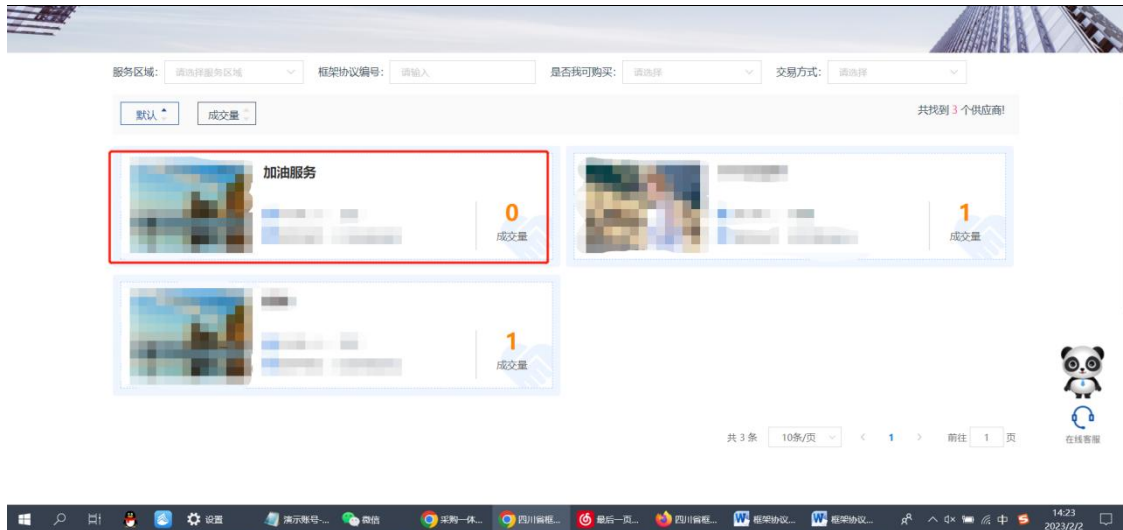 服务区域: 请选择服务区域 框架协议编号: 请输入 是否我可购买: 请选择 交易方式: 请选择
默认 成交量 共找到 3 个供应商!
加油服务
0
成交量
1
成交量
1
成交量
共 3 条 10条/页 < 1 > 前往 1 页
在线客服
设置 演示账号-... 微信 采购一体... 四川省框... 最后一页... 四川省框... 框架协议... 框架协议... 中 14:23
2023/2/2